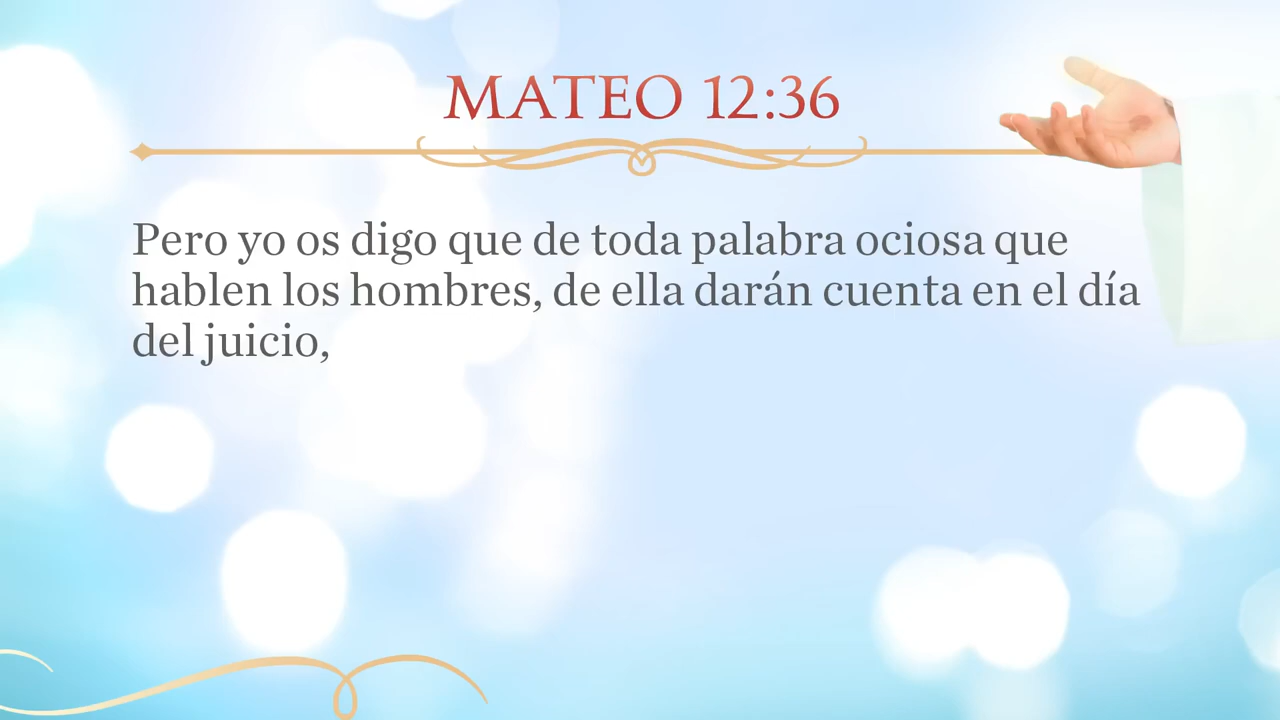 MATEO 12:36
Pero yo os digo que de toda palabra ociosa que
hablen los hombres, de ella darán cuenta en el día
del juicio,